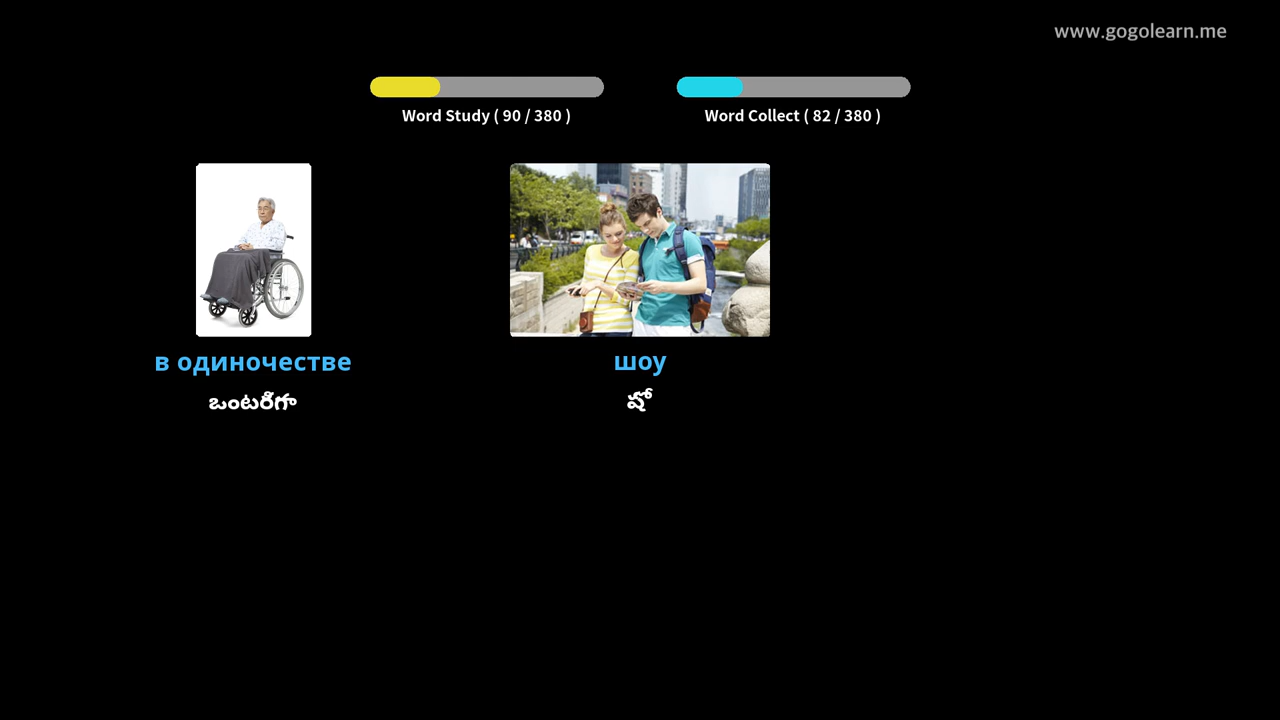 www.gogolearn.me
Word Study ( 90 / 380 )
Word Collect ( 82 / 380 )
в одиночестве
шоу
ఒంటరిగా
షో